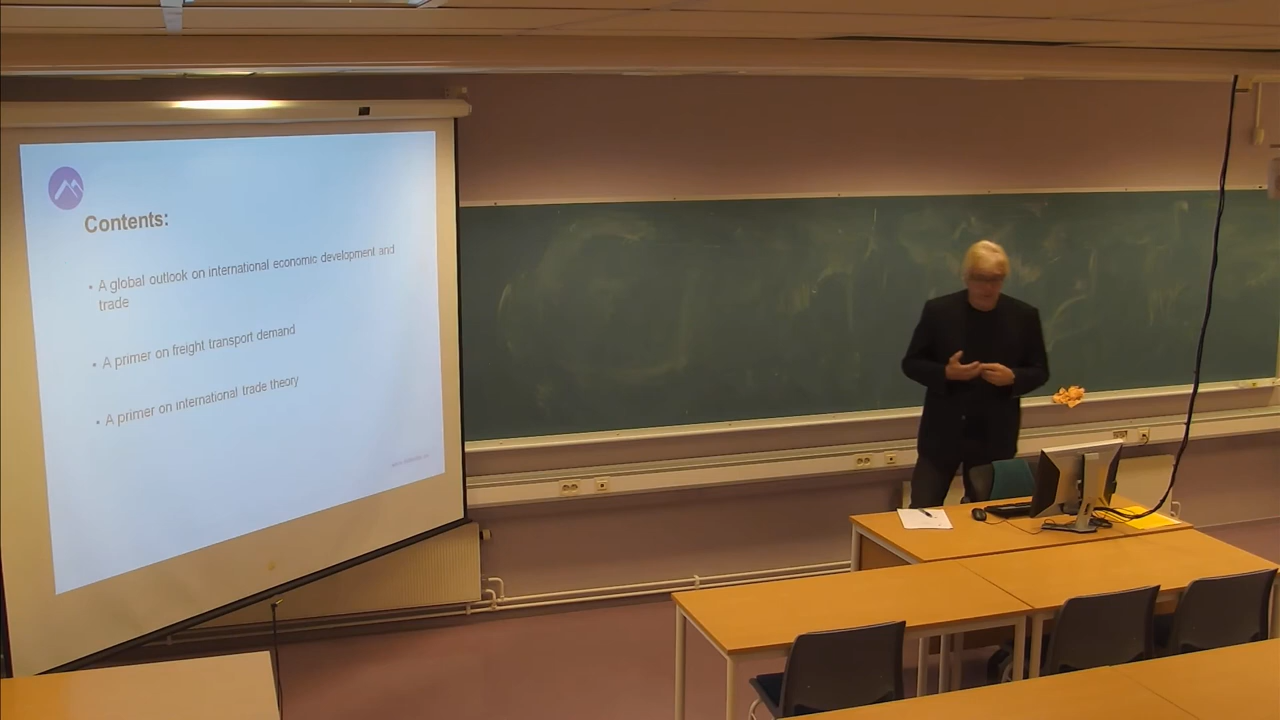 Contents:
• A global outlook on international economic development and
trade
• A primer on freight transport demand
• A primer on international trade theory